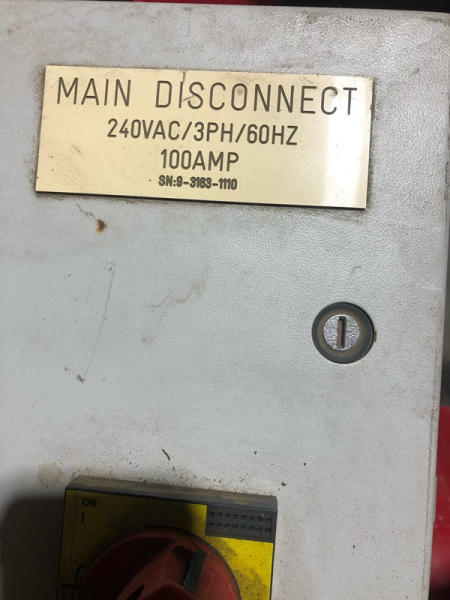 MAIN DISCONNECT
240VAC/3PH/60HZ
100AMP
SN:9-3163-1110
ON
I